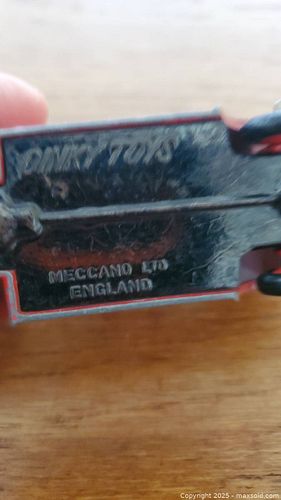 DINKY TOYS
MECCANO LTD
ENGLAND
Copyright © 2025 - maxsold.com